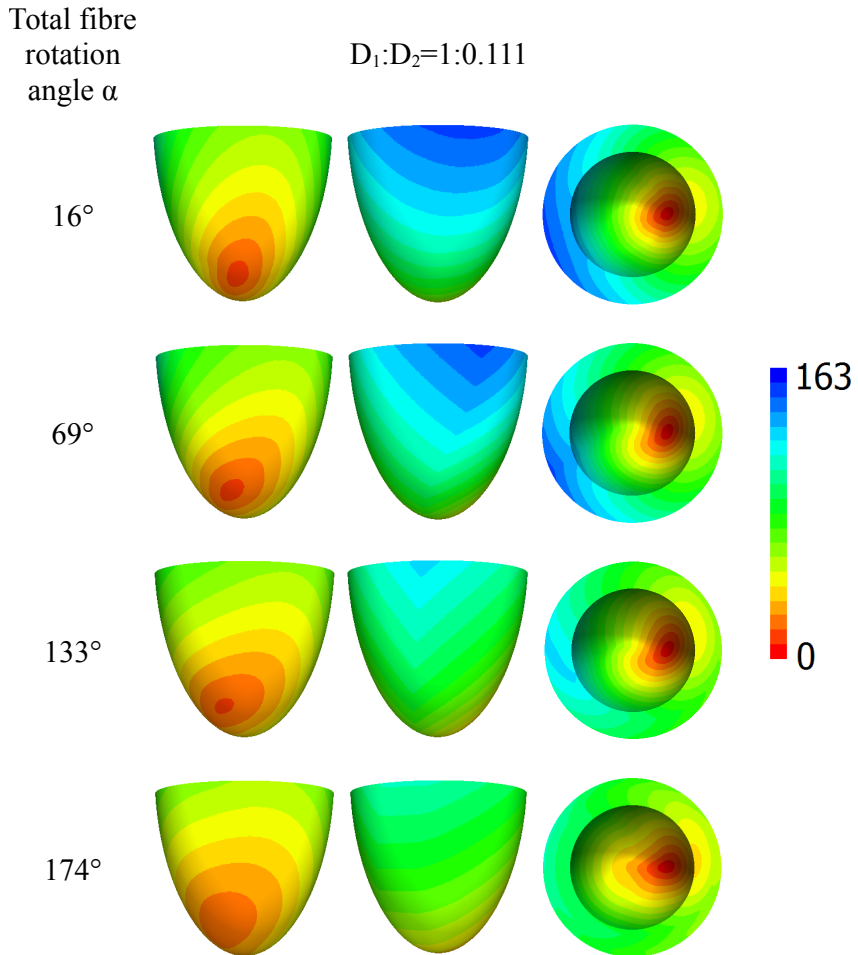 Total fibre
rotation
angle α
D₁:D₂=1:0.111
16°
69°
163
0
133°
174°